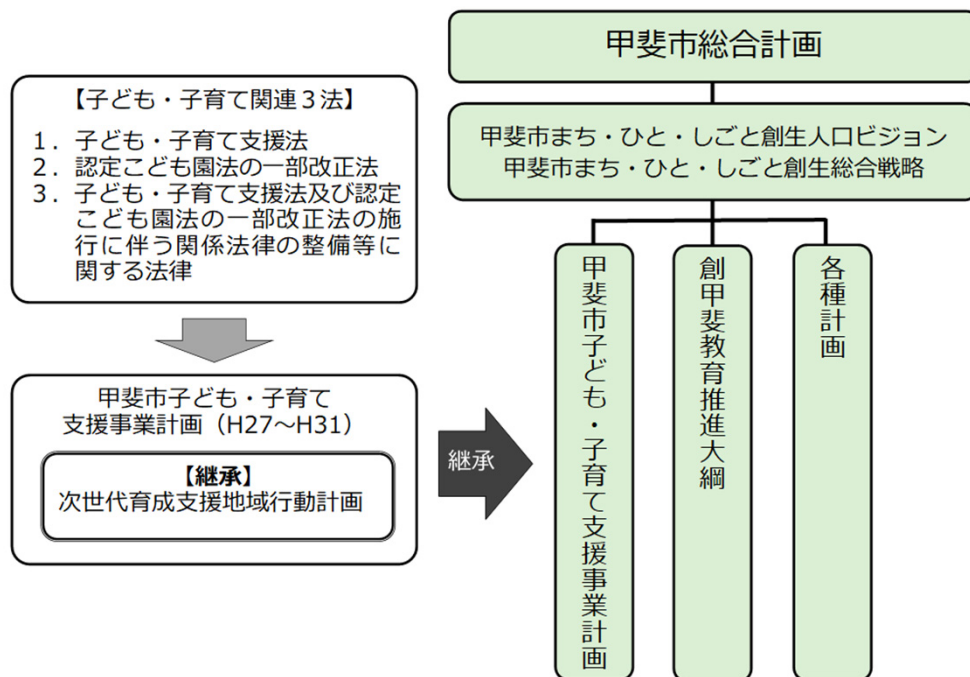 甲斐市総合計画
甲斐市まち・ひと・しごと創生人口ビジョン
甲斐市まち・ひと・しごと創生総合戦略
【子ども・子育て関連３法】
１．子ども・子育て支援法
２．認定こども園法の一部改正法
３．子ども・子育て支援法及び認定
こども園法の一部改正法の施
行に伴う関係法律の整備等に
関する法律
甲斐市子ども・子育て
支援事業計画（H27～H31）
【継承】
次世代育成支援地域行動計画
継承
甲斐市子ども・子育て支援事業計画
創甲斐教育推進大綱
各種計画